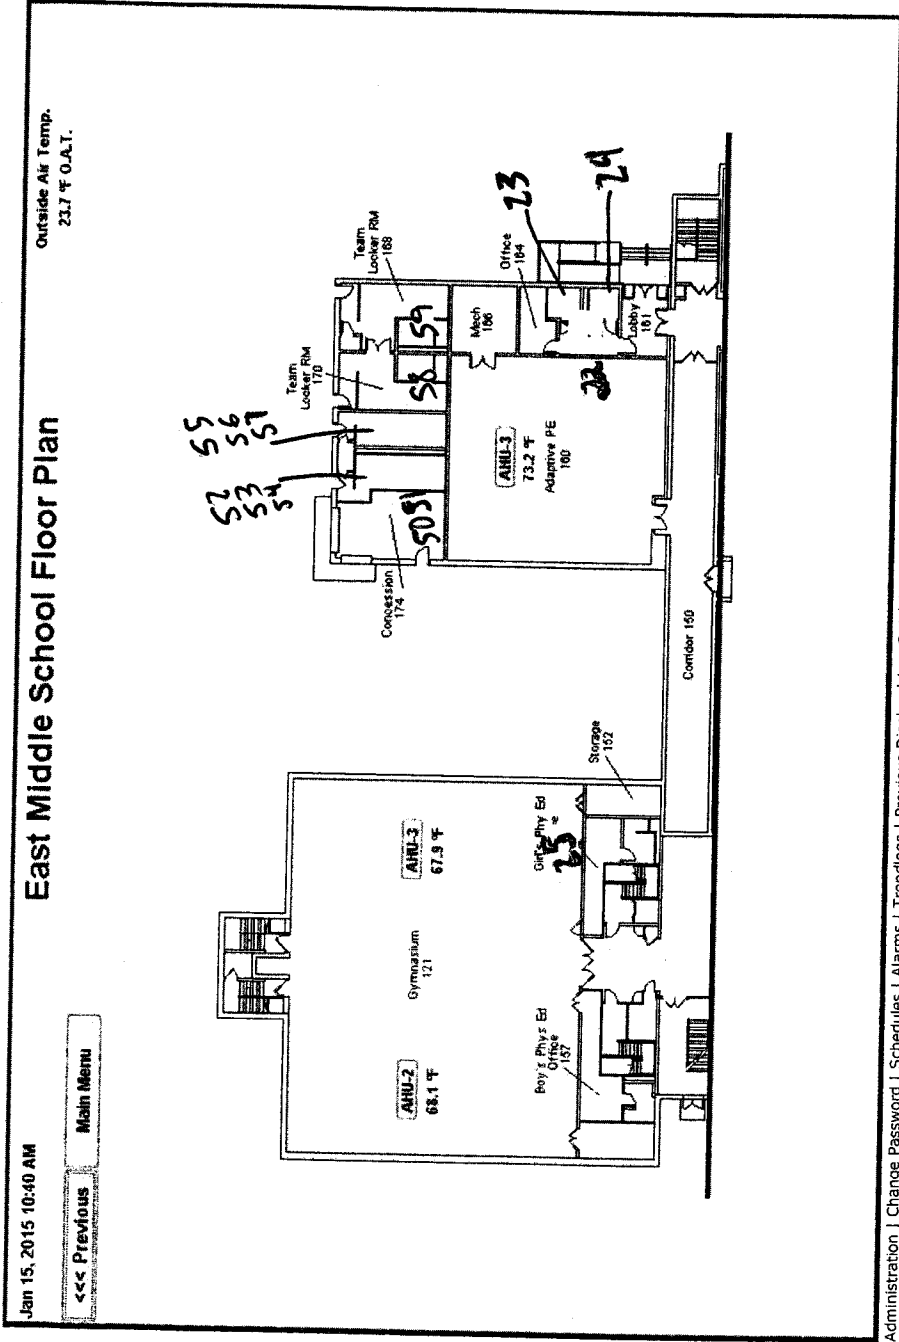 Jan 15, 2015 10:40 AM
East Middle School Floor Plan
Outside Air Temp.
23.7 °F O.A.T.
<<< Previous
Main Menu
52
53
54
55
56
57
Team
Locker RM
170
Team
Locker RM
168
Concession
174
50 51
58
59
Mech
166
Office
164
23
24
AHU-3
73.2 °F
Adaptive PE
160
22
Lobby
161
AHU-2
68.1 °F
Gymnasium
121
AHU-3
67.9 °F
Boy's Phys Ed
Office
157
Girl's Phy Ed
25
Storage
152
Corridor 150
Administration | Change Password | Schedules | Alarms | Trendlogs | Previous